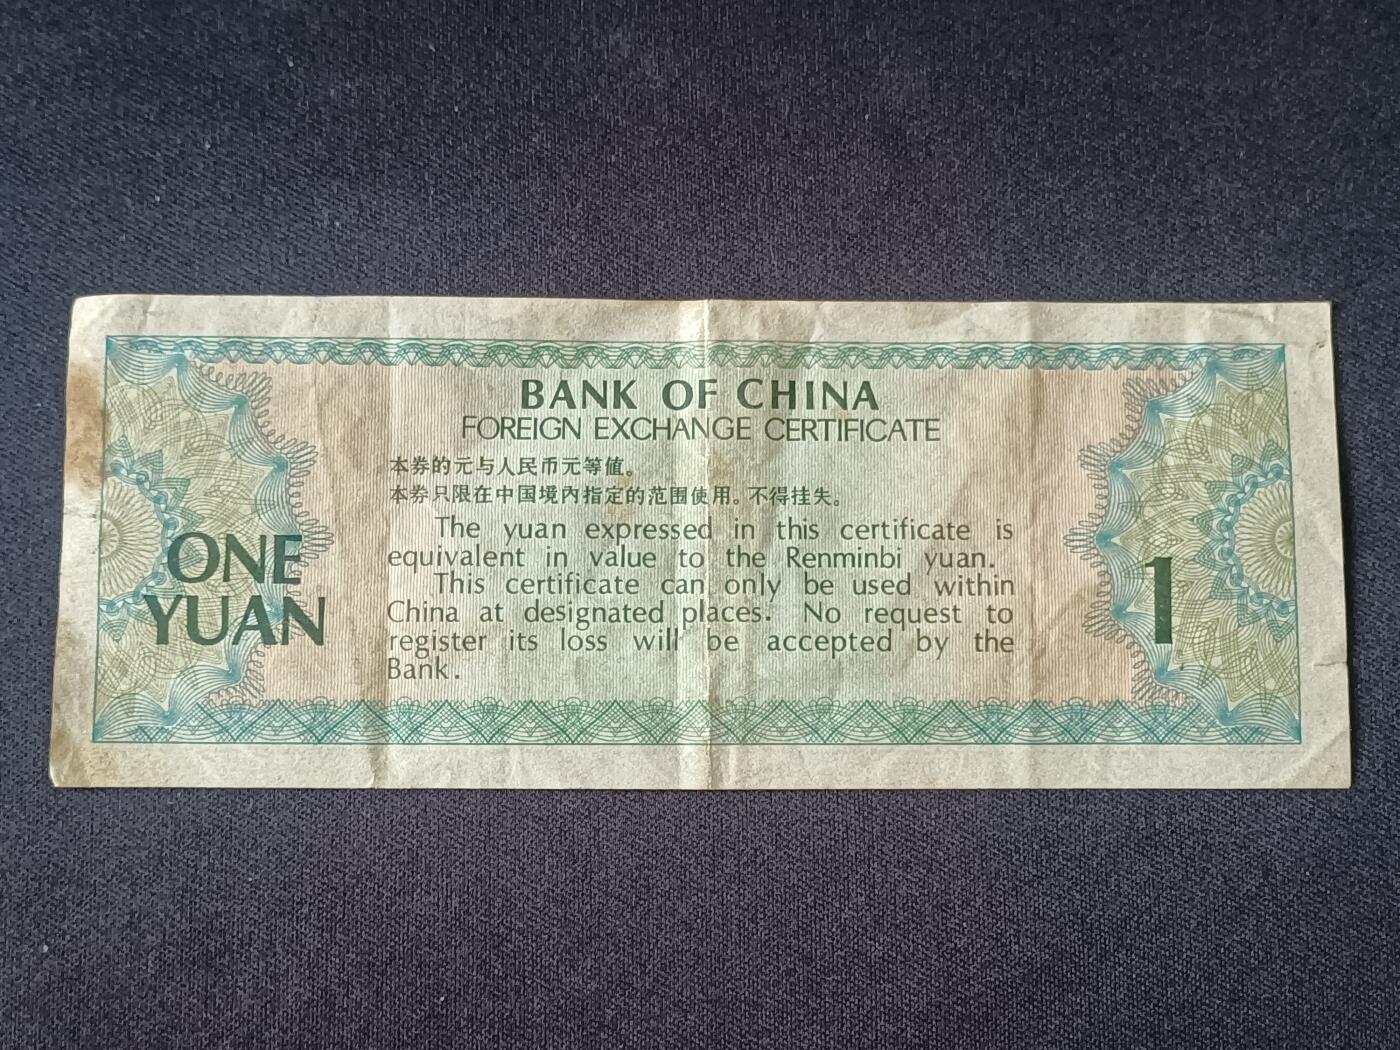 BANK OF CHINA
FOREIGN EXCHANGE CERTIFICATE
本券的元与人民币元等值。
本券只限在中国境内指定的范围使用。不得挂失。
The yuan expressed in this certificate is
equivalent in value to the Renminbi yuan.
This certificate can only be used within
China at designated places. No request to
register its loss will be accepted by the
Bank.
ONE
YUAN
1